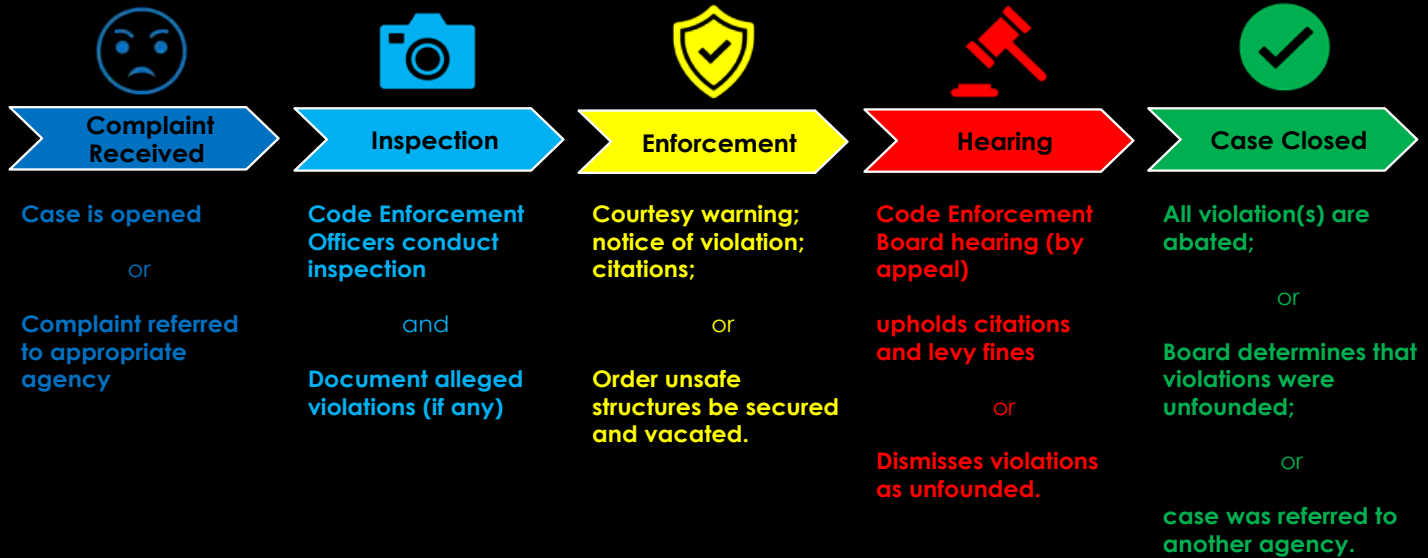 Complaint
Received
Inspection
Enforcement
Hearing
Case Closed
Case is opened
or
Complaint referred
to appropriate
agency
Code Enforcement
Officers conduct
inspection
and
Document alleged
violations (if any)
Courtesy warning;
notice of violation;
citations;
or
Order unsafe
structures be secured
and vacated.
Code Enforcement
Board hearing (by
appeal)
upholds citations
and levy fines
or
Dismisses violations
as unfounded.
All violation(s) are
abated;
or
Board determines that
violations were
unfounded;
or
case was referred to
another agency.